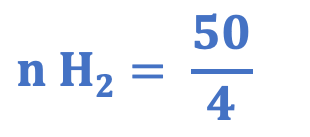 n H₂ = 50/4